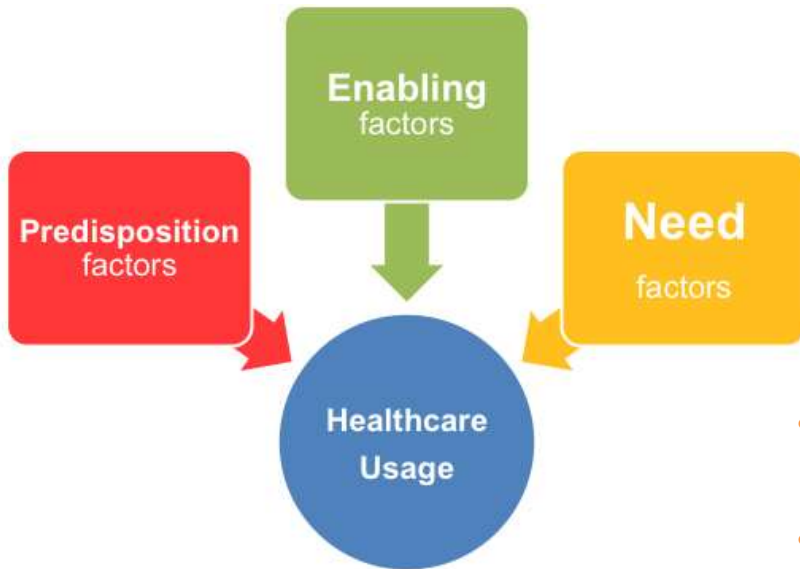 Enabling
factors
Predisposition
factors
Need
factors
Healthcare
Usage